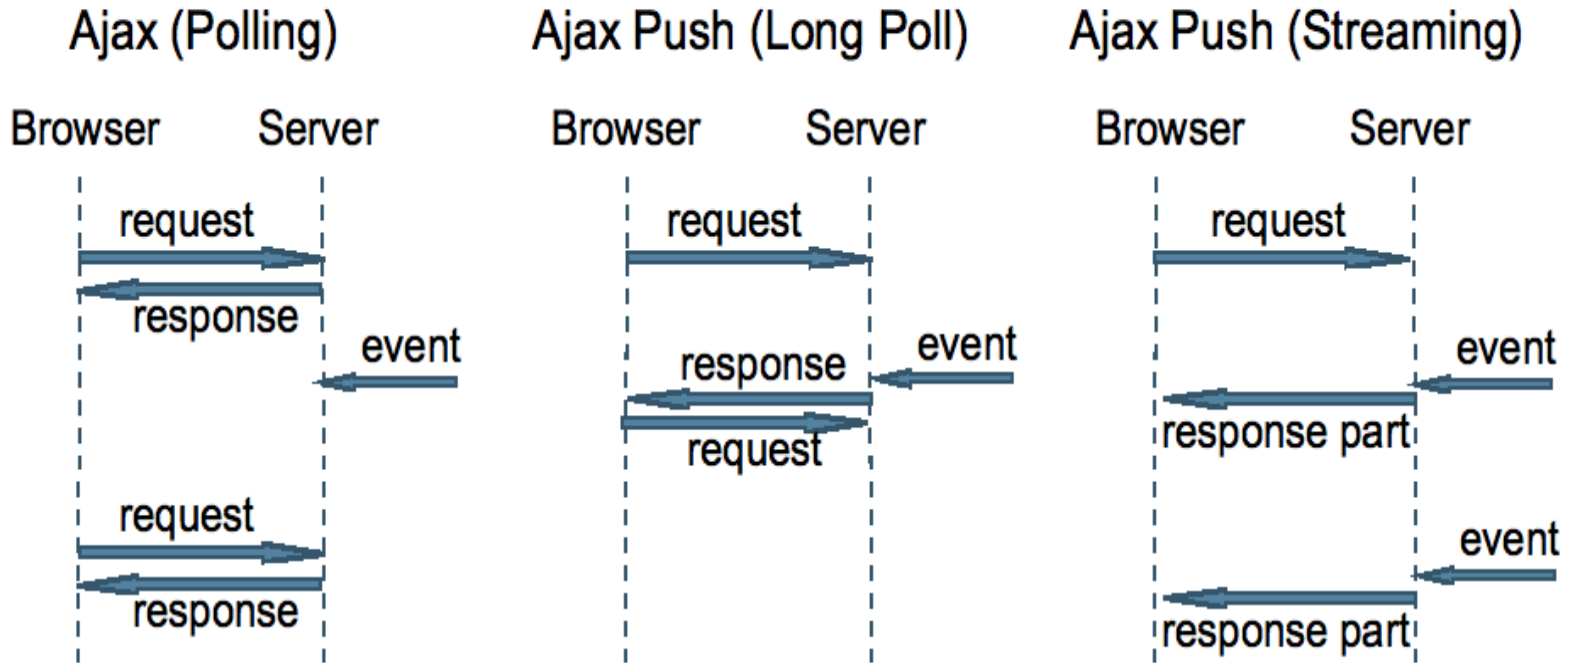 Ajax (Polling)
Browser Server
request
response
event
request
response
Ajax Push (Long Poll)
Browser Server
request
event
response
request
Ajax Push (Streaming)
Browser Server
request
event
response part
event
response part